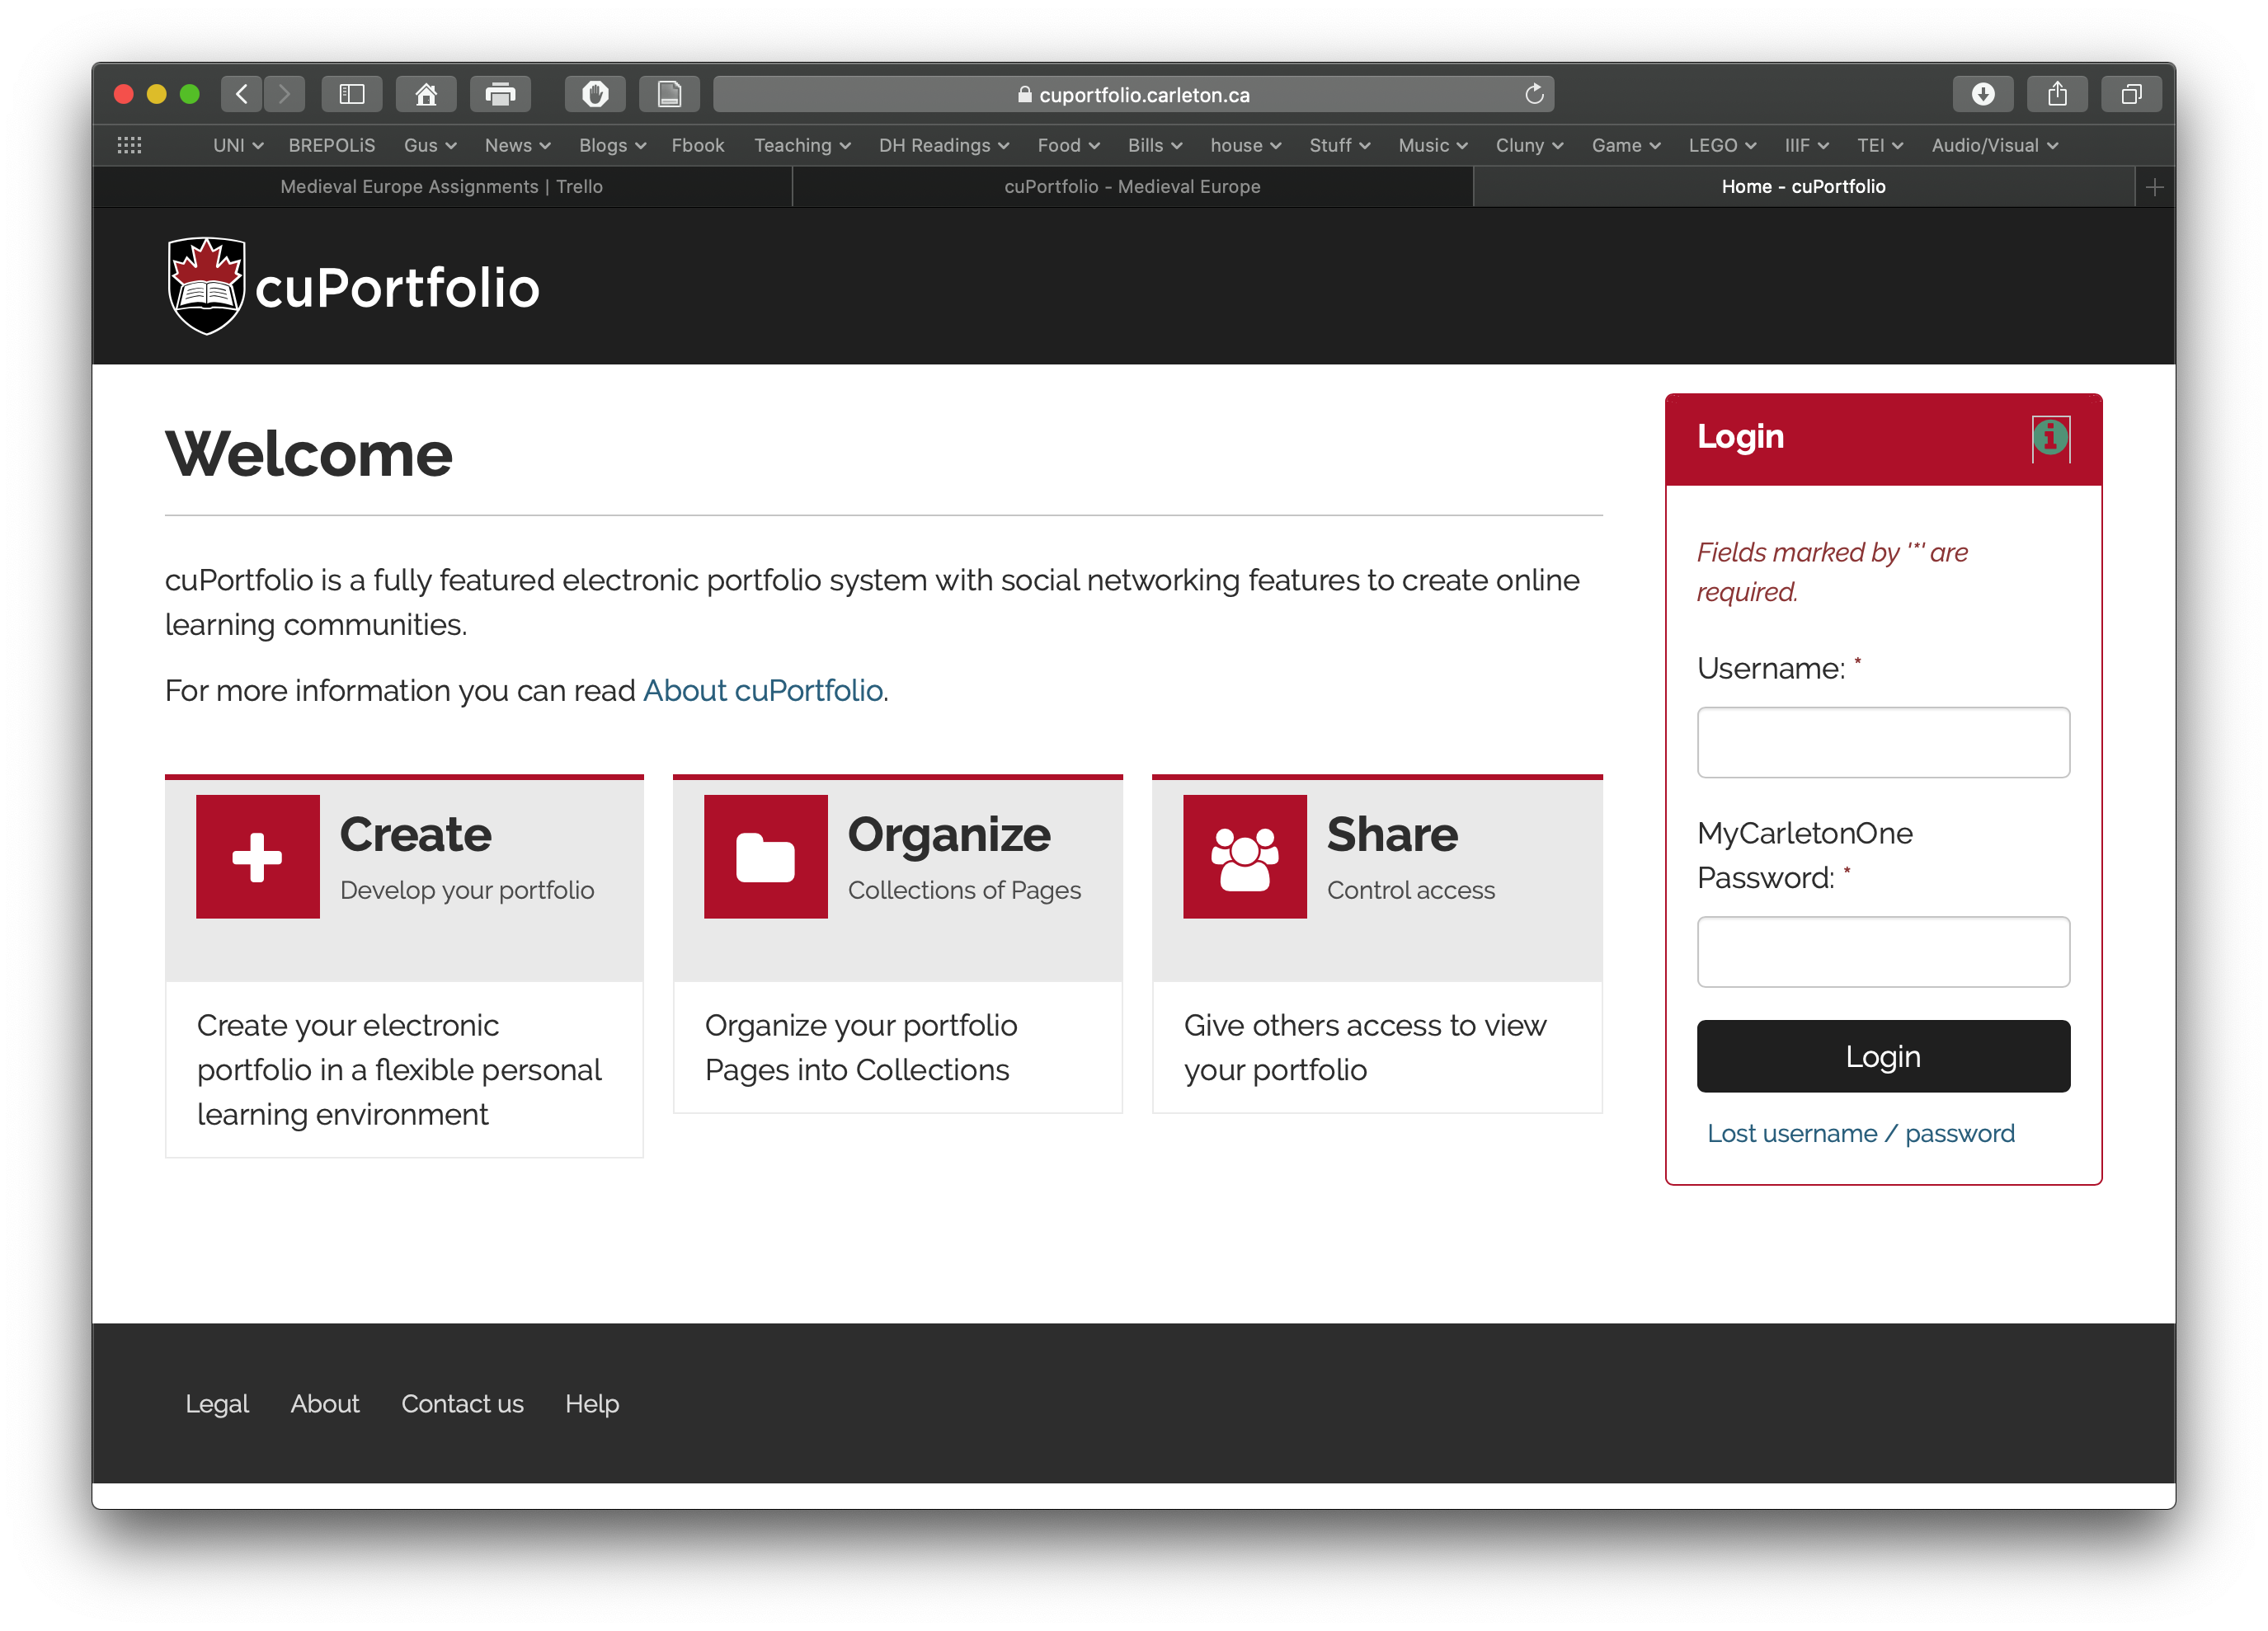 cuportfolio.carleton.ca
UNI BREPOLiS Gus News Blogs Fbook Teaching DH Readings Food Bills house Stuff Music Cluny Game LEGO IIIF TEI Audio/Visual
Medieval Europe Assignments | Trello
cuPortfolio - Medieval Europe
Home - cuPortfolio
cuPortfolio
Welcome
cuPortfolio is a fully featured electronic portfolio system with social networking features to create online
learning communities.
For more information you can read About cuPortfolio.
Create
Develop your portfolio
Create your electronic
portfolio in a flexible personal
learning environment
Organize
Collections of Pages
Organize your portfolio
Pages into Collections
Share
Control access
Give others access to view
your portfolio
Login
Fields marked by '*' are
required.
Username: *
MyCarletonOne
Password: *
Login
Lost username / password
Legal About Contact us Help